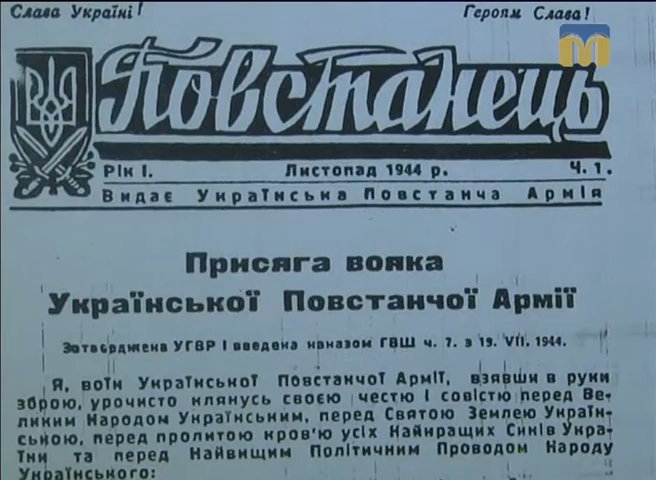 Слава Україні!
Героям Слава!
Повстанець
Рік І.
Листопад 1944 р.
Ч. 1.
Видає Українська Повстанча Армія
Присяга вояка
Української Повстанчої Армії
Затверджена УГВР і введена наказом ГВШ ч. 7. з 19. VII. 1944.
Я, воїн Української Повстанчої Армії, взявши в руки
зброю, урочисто клянусь своєю честю і совістю перед Ве-
ликим Народом Українським, перед Святою Землею Україн-
ською, перед пролитою кров'ю усіх Найкращих Синів Укра-
їни та перед Найвищим Політичним Проводом Народу
Українського: